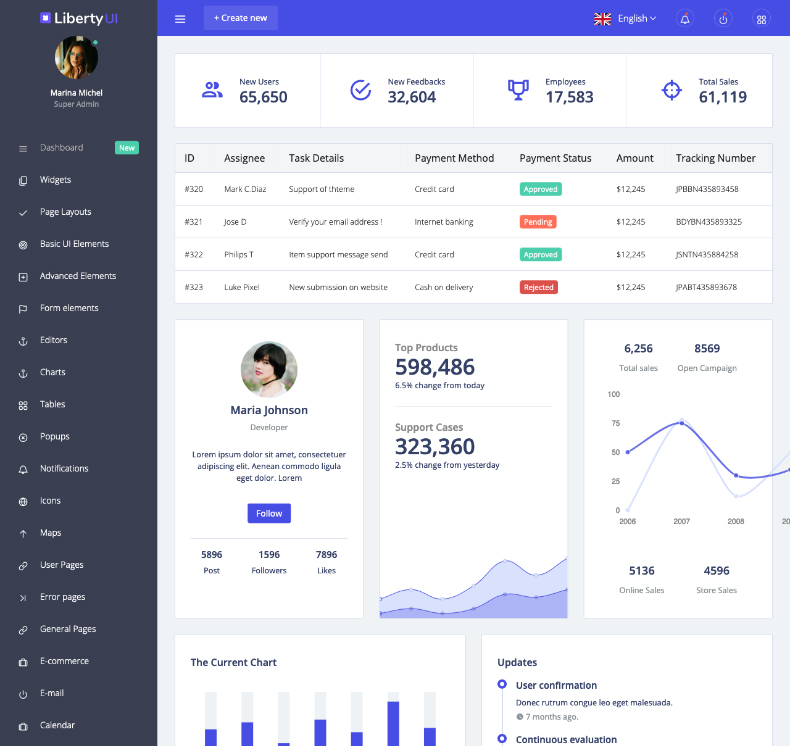 LibertyUI
+ Create new
English
Marina Michel
Super Admin
Dashboard
New
Widgets
Page Layouts
Basic UI Elements
Advanced Elements
Form elements
Editors
Charts
Tables
Popups
Notifications
Icons
Maps
User Pages
Error pages
General Pages
E-commerce
E-mail
Calendar
New Users
65,650
New Feedbacks
32,604
Employees
17,583
Total Sales
61,119
ID Assignee Task Details Payment Method Payment Status Amount Tracking Number
#320 Mark C.Diaz Support of thteme Credit card Approved $12,245 JPBBN435893458
#321 Jose D Verify your email address ! Internet banking Pending $12,245 BDYBN435893325
#322 Philips T Item support message send Credit card Approved $12,245 JSNTN435884258
#323 Luke Pixel New submission on website Cash on delivery Rejected $12,245 JPABT435893678
Maria Johnson
Developer
Lorem ipsum dolor sit amet, consectetuer
adipiscing elit. Aenean commodo ligula
eget dolor. Lorem
Follow
5896 1596 7896
Post Followers Likes
Top Products
598,486
6.5% change from today
Support Cases
323,360
2.5% change from yesterday
6,256 8569
Total sales Open Campaign
100
75
50
25
0
2006 2007 2008 20
5136 4596
Online Sales Store Sales
The Current Chart
Updates
User confirmation
Donec rutrum congue leo eget malesuada.
7 months ago.
Continuous evaluation